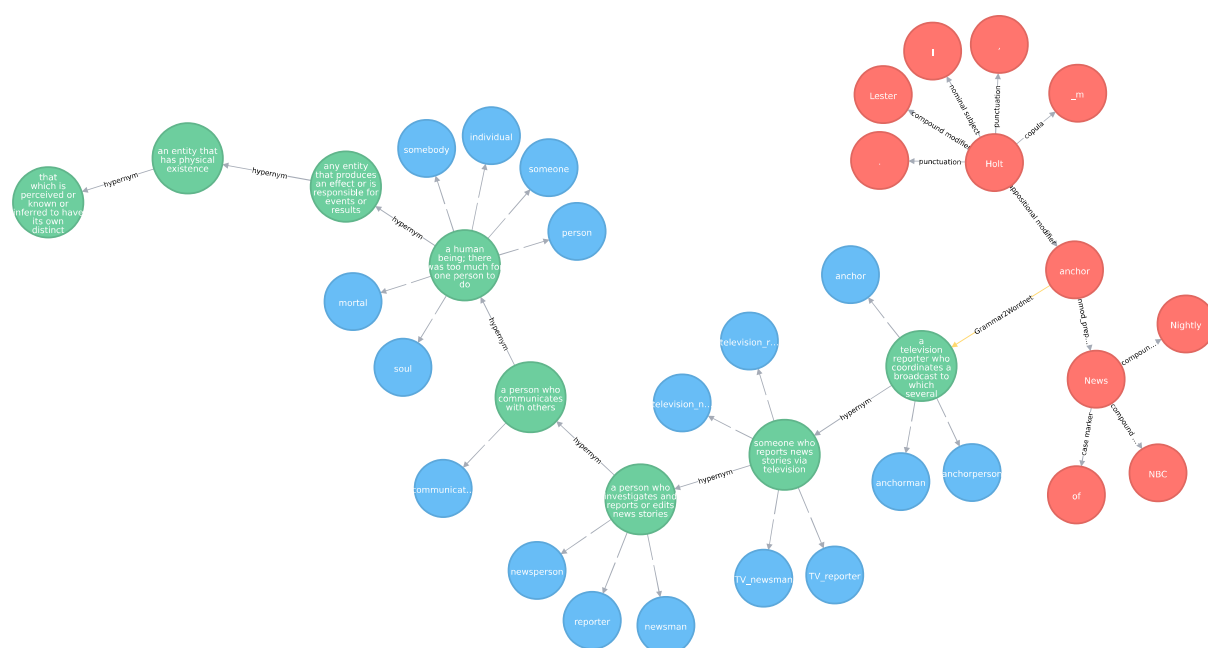 that
which is
perceived or
known or
inferred to have
its own
distinct
hypernym
an entity that
has physical
existence
hypernym
any entity
that produces
an effect or is
responsible for
events or
results
hypernym
a human
being; there
was too much for
one person to
do
somebody
individual
someone
person
mortal
soul
hypernym
a person who
communicates
with others
communicat...
hypernym
a person who
investigates and
reports or edits
news stories
newsperson
reporter
newsman
hypernym
someone who
reports news
stories via
television
television_n...
television_r...
TV_newsman
TV_reporter
hypernym
a
television
reporter who
coordinates a
broadcast to
which
several
anchor
anchorman
anchorperson
Grammar2Wordnet
anchor
appositional modifier
Holt
punctuation
.
compound modifier
Lester
nominal subject
I
punctuation
,
copula
_m
nmod_prep...
News
compoun...
Nightly
compound ...
NBC
case marker
of